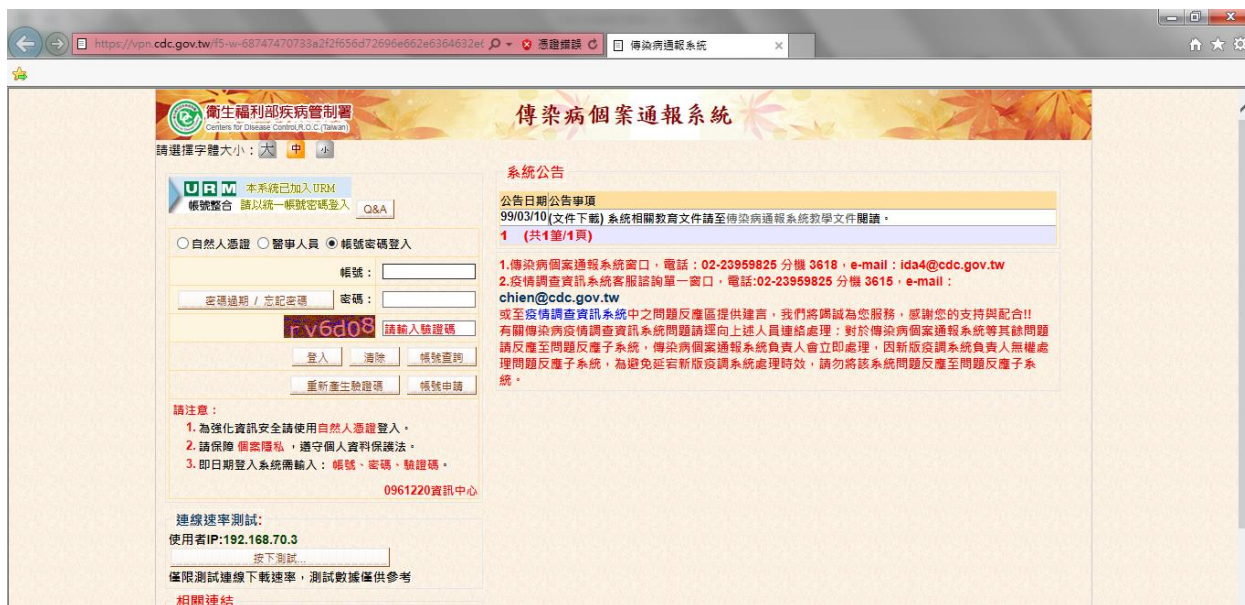 https://vpn.cdc.gov.tw/f5-w-68747470733a2f2f656d72696e662e6364632e
憑證錯誤
傳染病通報系統
衛生福利部疾病管制署
Centers for Disease Control,R.O.C.(Taiwan)
傳染病個案通報系統
請選擇字體大小：大 中 小
URM 本系統已加入URM
帳號整合 請以統一帳號密碼登入 Q&A
自然人憑證 醫事人員 帳號密碼登入
帳號：
密碼過期 / 忘記密碼 密碼：
rv6d08 請輸入驗證碼
登入 清除 帳號查詢
重新產生驗證碼 帳號申請
請注意：
1. 為強化資訊安全請使用自然人憑證登入。
2. 請保障 個案隱私 ，遵守個人資料保護法。
3. 即日期登入系統需輸入： 帳號、密碼、驗證碼。
0961220資訊中心
連線速率測試:
使用者IP:192.168.70.3
按下測試...
僅限測試連線下載速率，測試數據僅供參考
相關連結
系統公告
公告日期 公告事項
99/03/10 (文件下載) 系統相關教育文件請至傳染病通報系統教學文件閱讀。
1 (共1筆/1頁)
1.傳染病個案通報系統窗口，電話：02-23959825 分機 3618，e-mail：ida4@cdc.gov.tw
2.疫情調查資訊系統客服諮詢單一窗口，電話:02-23959825 分機 3615，e-mail：
chien@cdc.gov.tw
或至疫情調查資訊系統中之問題反應區提供建言，我們將竭誠為您服務，感謝您的支持與配合!!
有關傳染病疫情調查資訊系統問題請逕向上述人員連絡處理：對於傳染病個案通報系統等其餘問題
請反應至問題反應子系統，傳染病個案通報系統負責人會立即處理，因新版疫調系統負責人無權處
理問題反應子系統，為避免延宕新版疫調系統處理時效，請勿將該系統問題反應至問題反應子系
統。